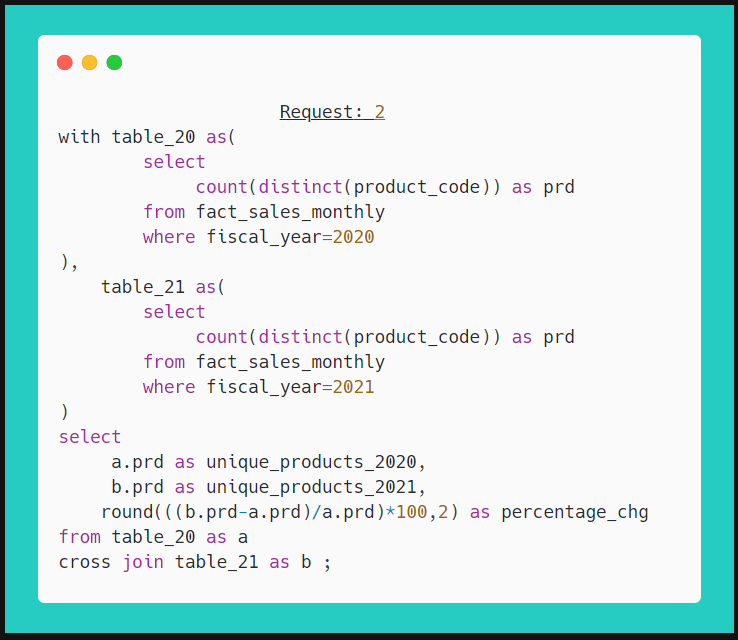 Request: 2
with table_20 as(
        select
             count(distinct(product_code)) as prd
        from fact_sales_monthly
        where fiscal_year=2020
),
    table_21 as(
        select
             count(distinct(product_code)) as prd
        from fact_sales_monthly
        where fiscal_year=2021
)
select
     a.prd as unique_products_2020,
     b.prd as unique_products_2021,
    round(((b.prd-a.prd)/a.prd)*100,2) as percentage_chg
from table_20 as a
cross join table_21 as b ;